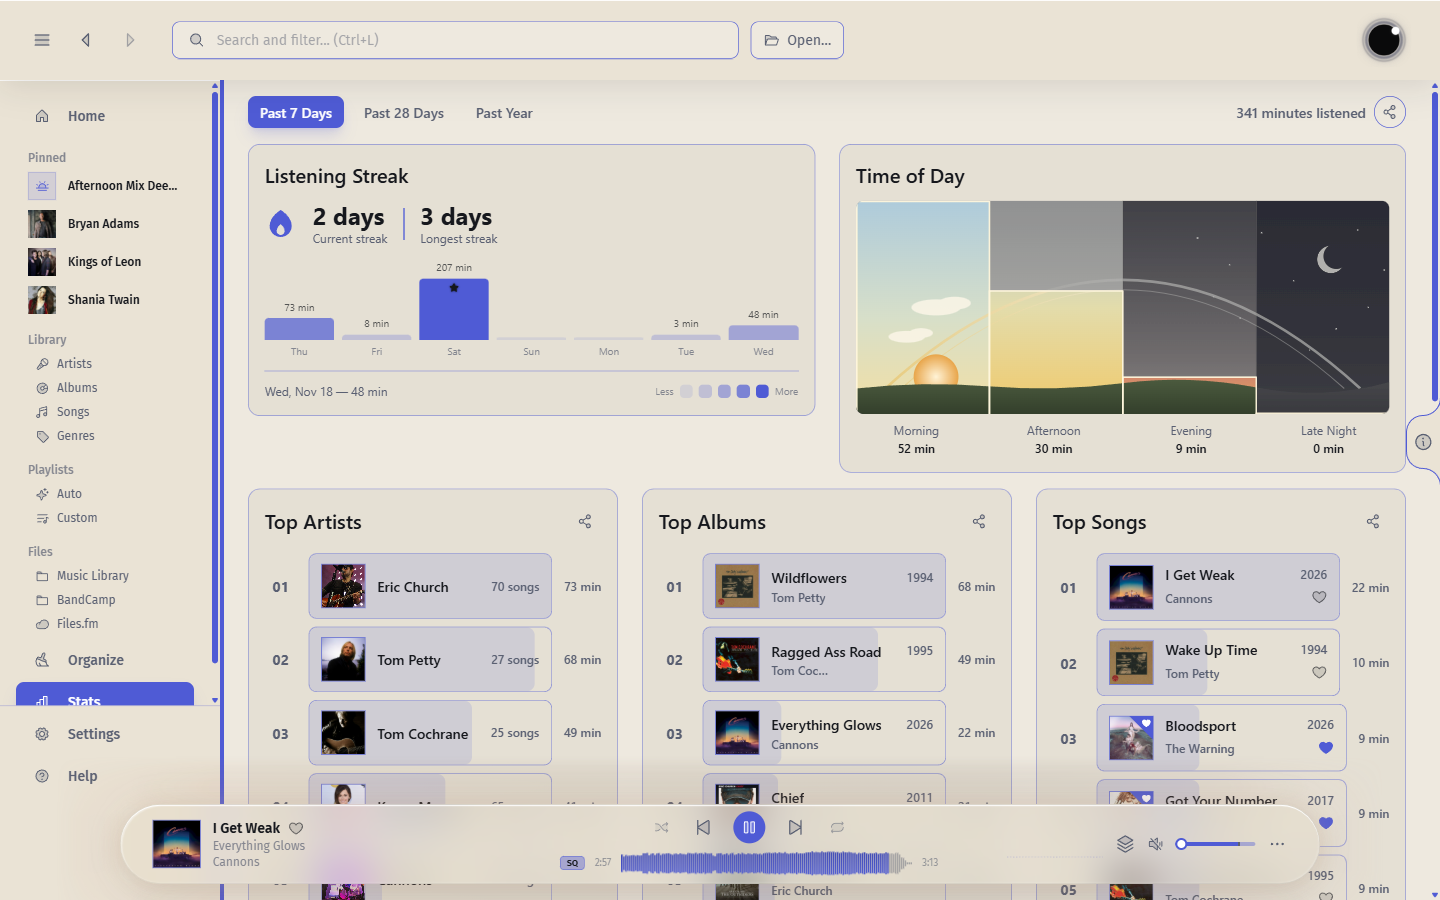 Search and filter... (Ctrl+L)
Open...
Home
Pinned
Afternoon Mix Dee...
Bryan Adams
Kings of Leon
Shania Twain
Library
Artists
Albums
Songs
Genres
Playlists
Auto
Custom
Files
Music Library
BandCamp
Files.fm
Organize
Stats
Settings
Help
Past 7 Days
Past 28 Days
Past Year
341 minutes listened
Listening Streak
2 days
Current streak
3 days
Longest streak
207 min
73 min
8 min
3 min
48 min
Thu
Fri
Sat
Sun
Mon
Tue
Wed
Wed, Nov 18 — 48 min
Less
More
Time of Day
Morning
52 min
Afternoon
30 min
Evening
9 min
Late Night
0 min
Top Artists
01
Eric Church
70 songs
73 min
02
Tom Petty
27 songs
68 min
03
Tom Cochrane
25 songs
49 min
Top Albums
01
Wildflowers
1994
Tom Petty
68 min
02
Ragged Ass Road
1995
Tom Coc...
49 min
03
Everything Glows
2026
Cannons
22 min
Chief
2011
Eric Church
Top Songs
01
I Get Weak
2026
Cannons
22 min
02
Wake Up Time
1994
Tom Petty
10 min
03
Bloodsport
2026
The Warning
9 min
Got Your Number
2017
9 min
05
1995
Tom Cochrane
9 min
I Get Weak
Everything Glows
Cannons
SQ
2:57
3:13